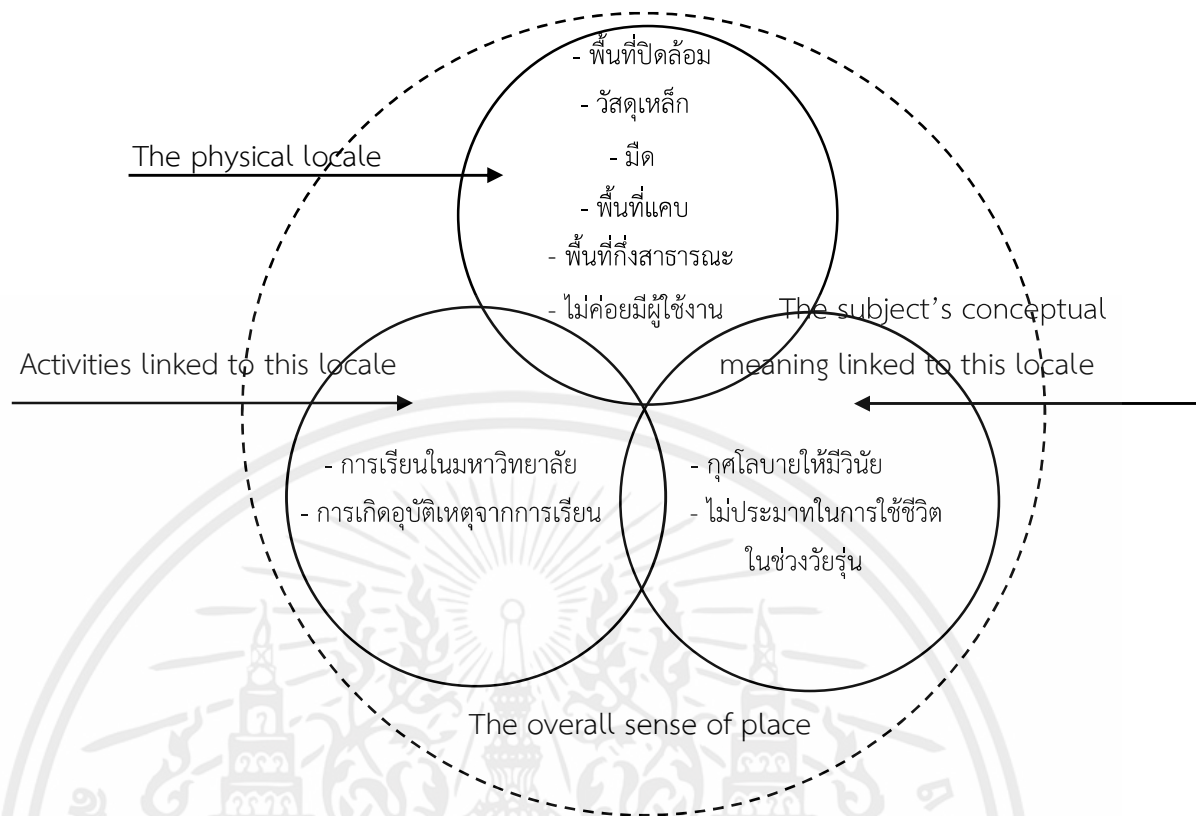 - พื้นที่ปิดล้อม
- วัสดุเหล็ก
The physical locale
- มืด
- พื้นที่แคบ
- พื้นที่กึ่งสาธารณะ
- ไม่ค่อยมีผู้ใช้งาน
The subject's conceptual
meaning linked to this locale
Activities linked to this locale
- การเรียนในมหาวิทยาลัย
- การเกิดอุบัติเหตุจากการเรียน
- กุศโลบายให้มีวินัย
- ไม่ประมาทในการใช้ชีวิต
ในช่วงวัยรุ่น
The overall sense of place